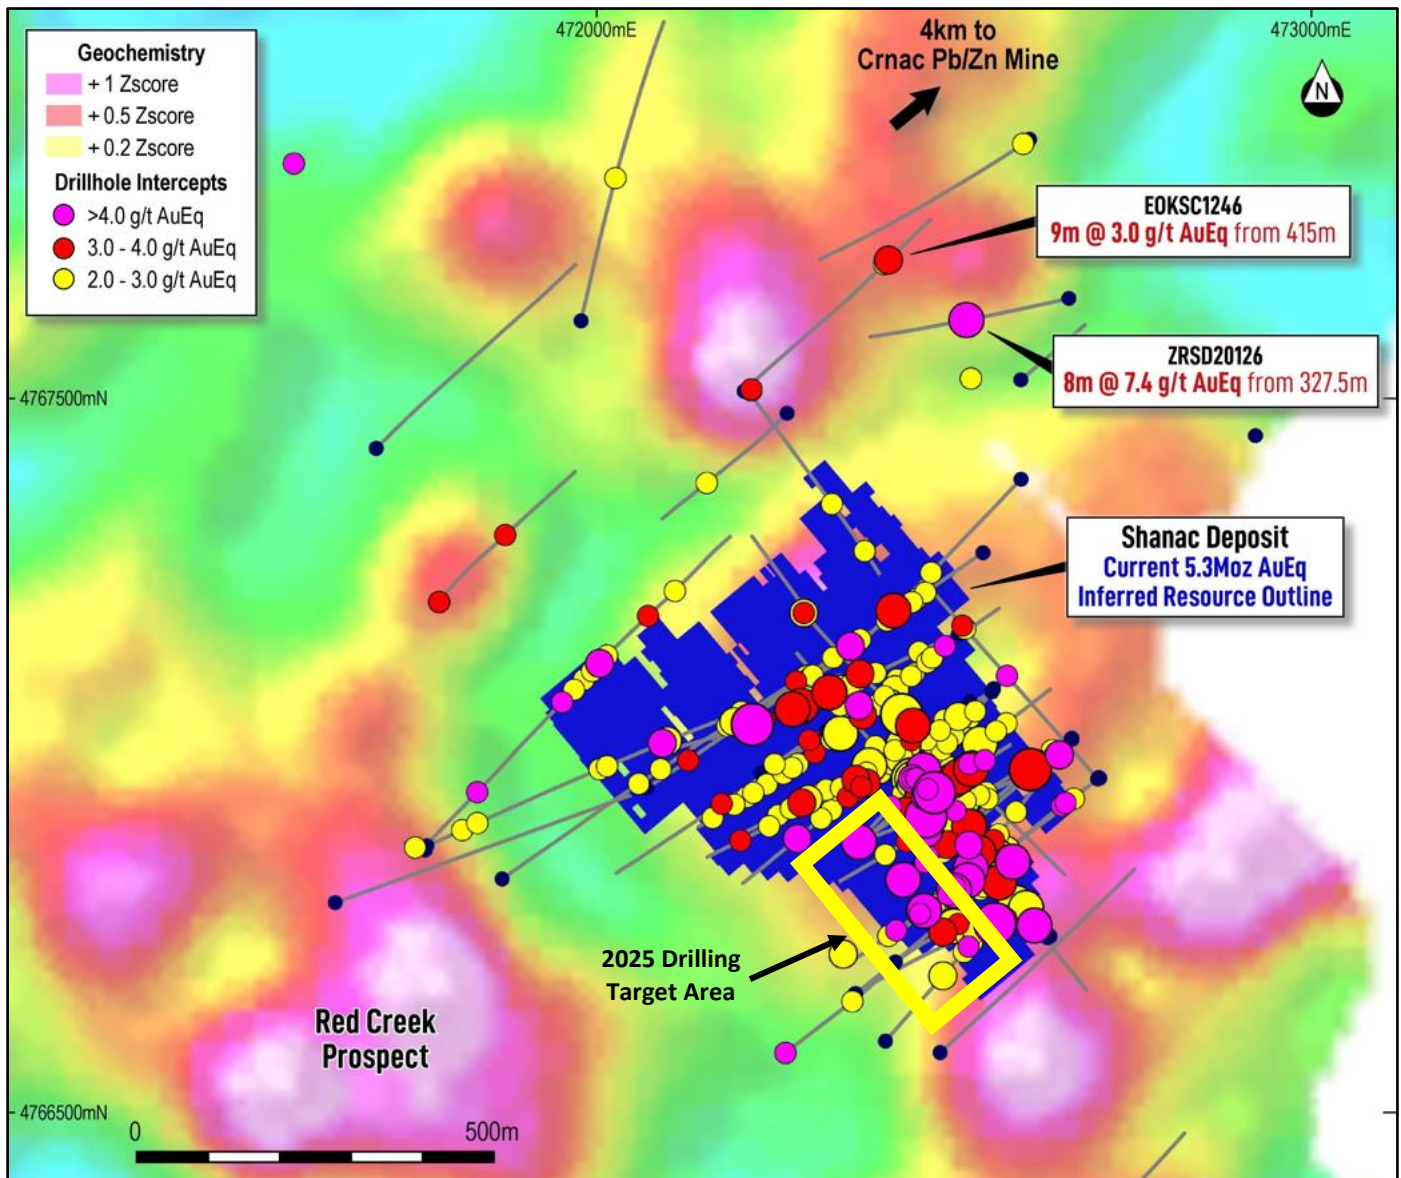 472000mE
473000mE
4km to
Crnac Pb/Zn Mine
N
Geochemistry
+ 1 Zscore
+ 0.5 Zscore
+ 0.2 Zscore
Drillhole Intercepts
>4.0 g/t AuEq
3.0 - 4.0 g/t AuEq
2.0 - 3.0 g/t AuEq
EOKSC1246
9m @ 3.0 g/t AuEq from 415m
ZRSD20126
8m @ 7.4 g/t AuEq from 327.5m
4767500mN
Shanac Deposit
Current 5.3Moz AuEq
Inferred Resource Outline
2025 Drilling
Target Area
Red Creek
Prospect
4766500mN
0
500m